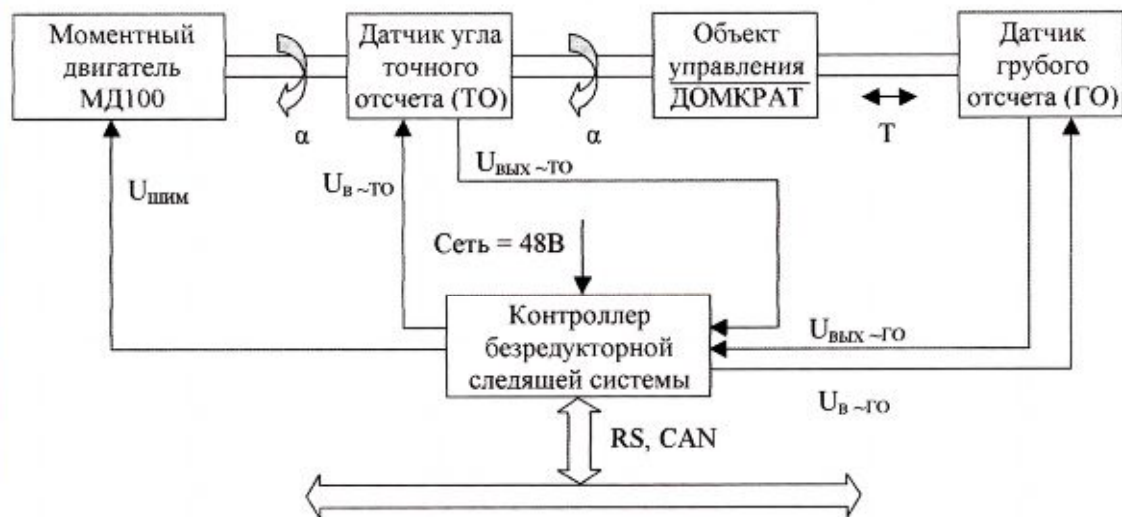 Моментный
двигатель
МД100
Датчик угла
точного
отсчета (ТО)
Объект
управления
ДОМКРАТ
Датчик
грубого
отсчета (ГО)
α
α
T
Uшим
Uв ~ТО
Uвых ~ТО
Сеть = 48В
Контроллер
безредукторной
следящей системы
Uвых ~ГО
Uв ~ГО
RS, CAN